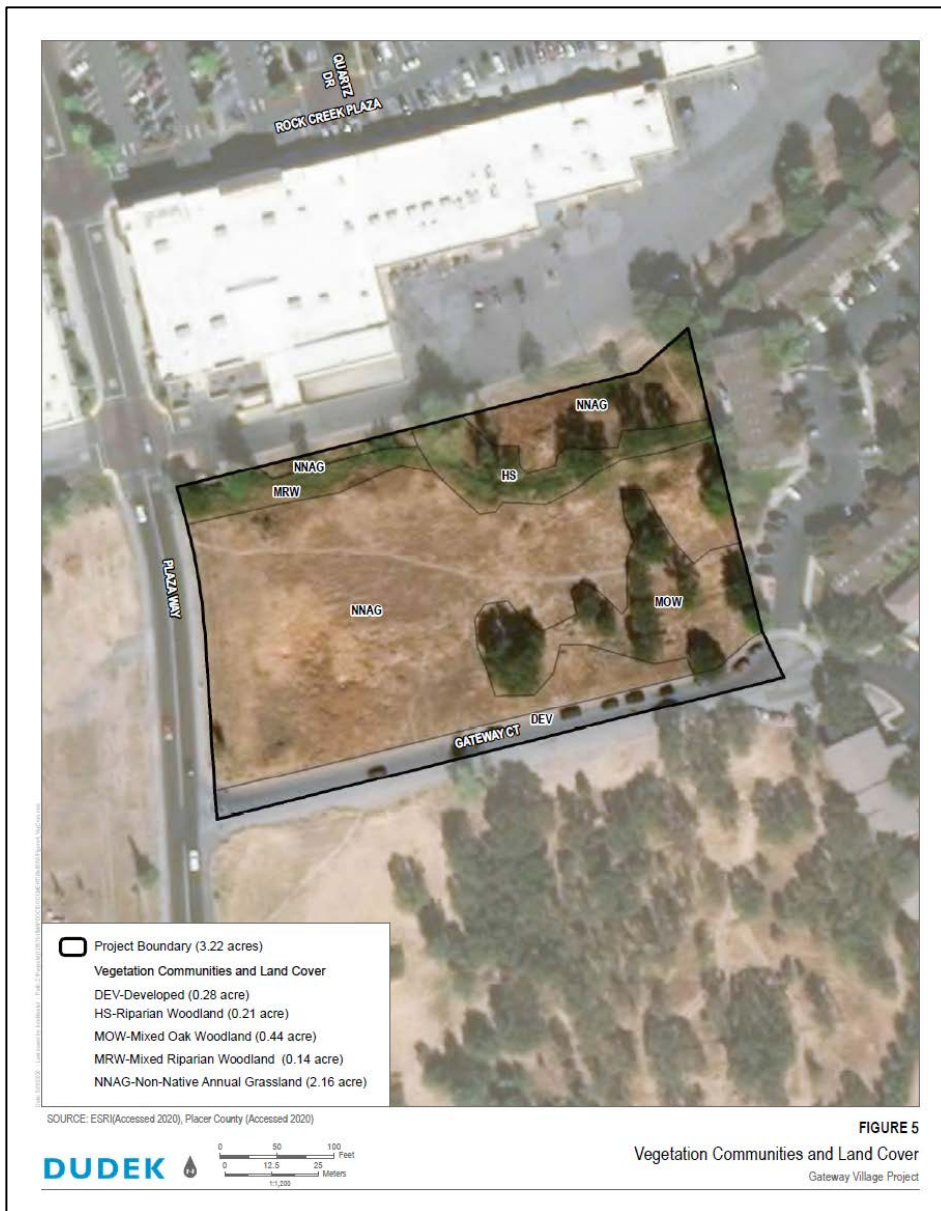 QUARTZ
DR
ROCK CREEK PLAZA
NNAG
NNAG
HS
MRW
PLAZA WAY
NNAG
MOW
DEV
GATEWAY CT
Project Boundary (3.22 acres)
Vegetation Communities and Land Cover
DEV-Developed (0.28 acre)
HS-Riparian Woodland (0.21 acre)
MOW-Mixed Oak Woodland (0.44 acre)
MRW-Mixed Riparian Woodland (0.14 acre)
NNAG-Non-Native Annual Grassland (2.16 acre)
SOURCE: ESRI(Accessed 2020), Placer County (Accessed 2020)
FIGURE 5
Vegetation Communities and Land Cover
Gateway Village Project
DUDEK
0 50 100
Feet
0 12.5 25
Meters
1:1,200